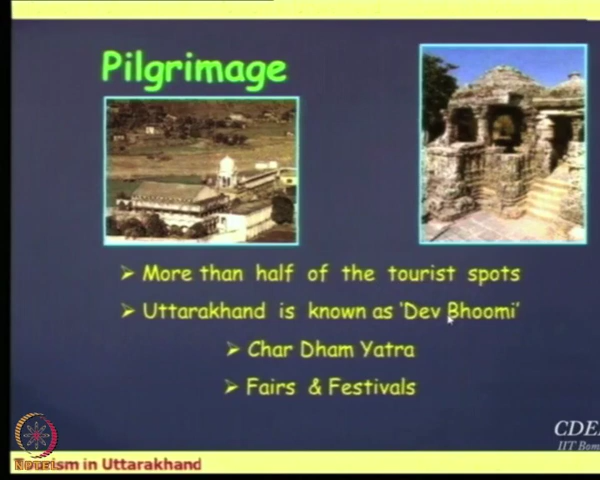 Pilgrimage
➢ More than half of the tourist spots
➢ Uttarakhand is known as 'Dev Bhoomi'
➢ Char Dham Yatra
➢ Fairs & Festivals
CDE
IIT Bom
NPTEL
Tourism in Uttarakhand